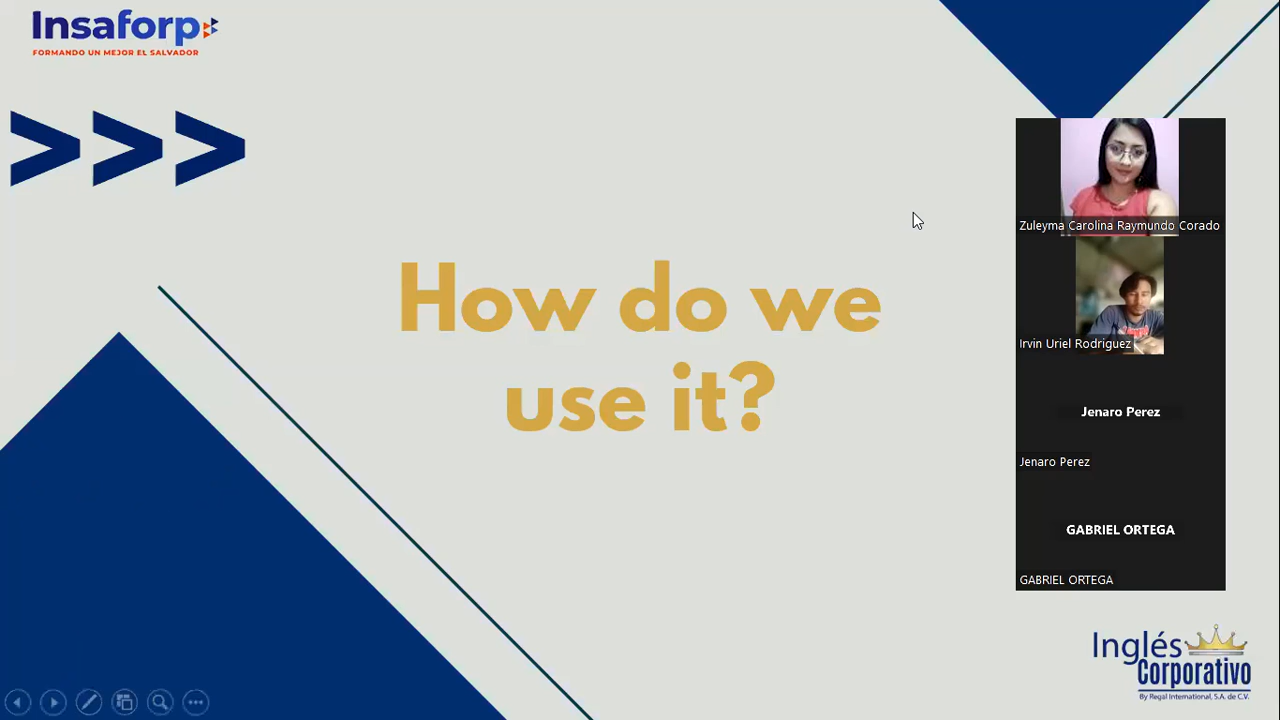 Insaforp
FORMANDO UN MEJOR EL SALVADOR
>>>
How do we
use it?
Zuleyma Carolina Raymundo Corado
Irvin Uriel Rodriguez
Jenaro Perez
Jenaro Perez
GABRIEL ORTEGA
GABRIEL ORTEGA
Inglés
Corporativo
By Regal International, S.A. de C.V.